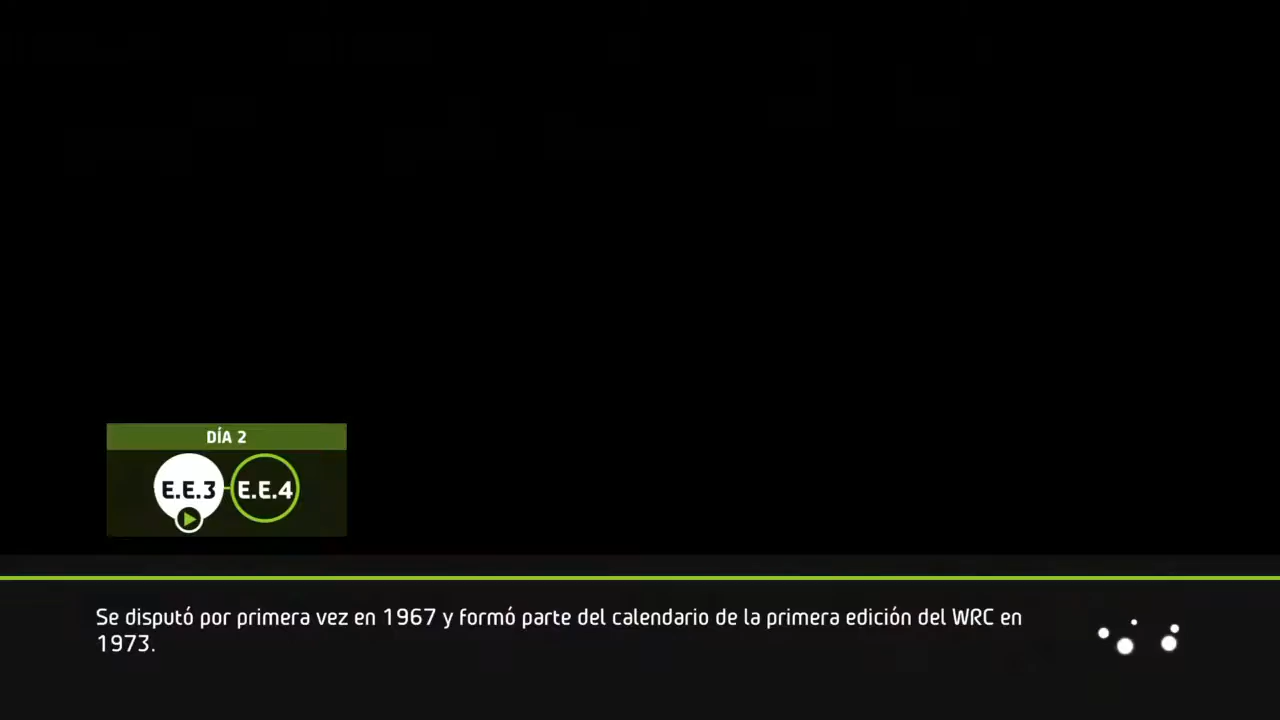 DÍA 2
E.E.3 E.E.4
Se disputó por primera vez en 1967 y formó parte del calendario de la primera edición del WRC en
1973.